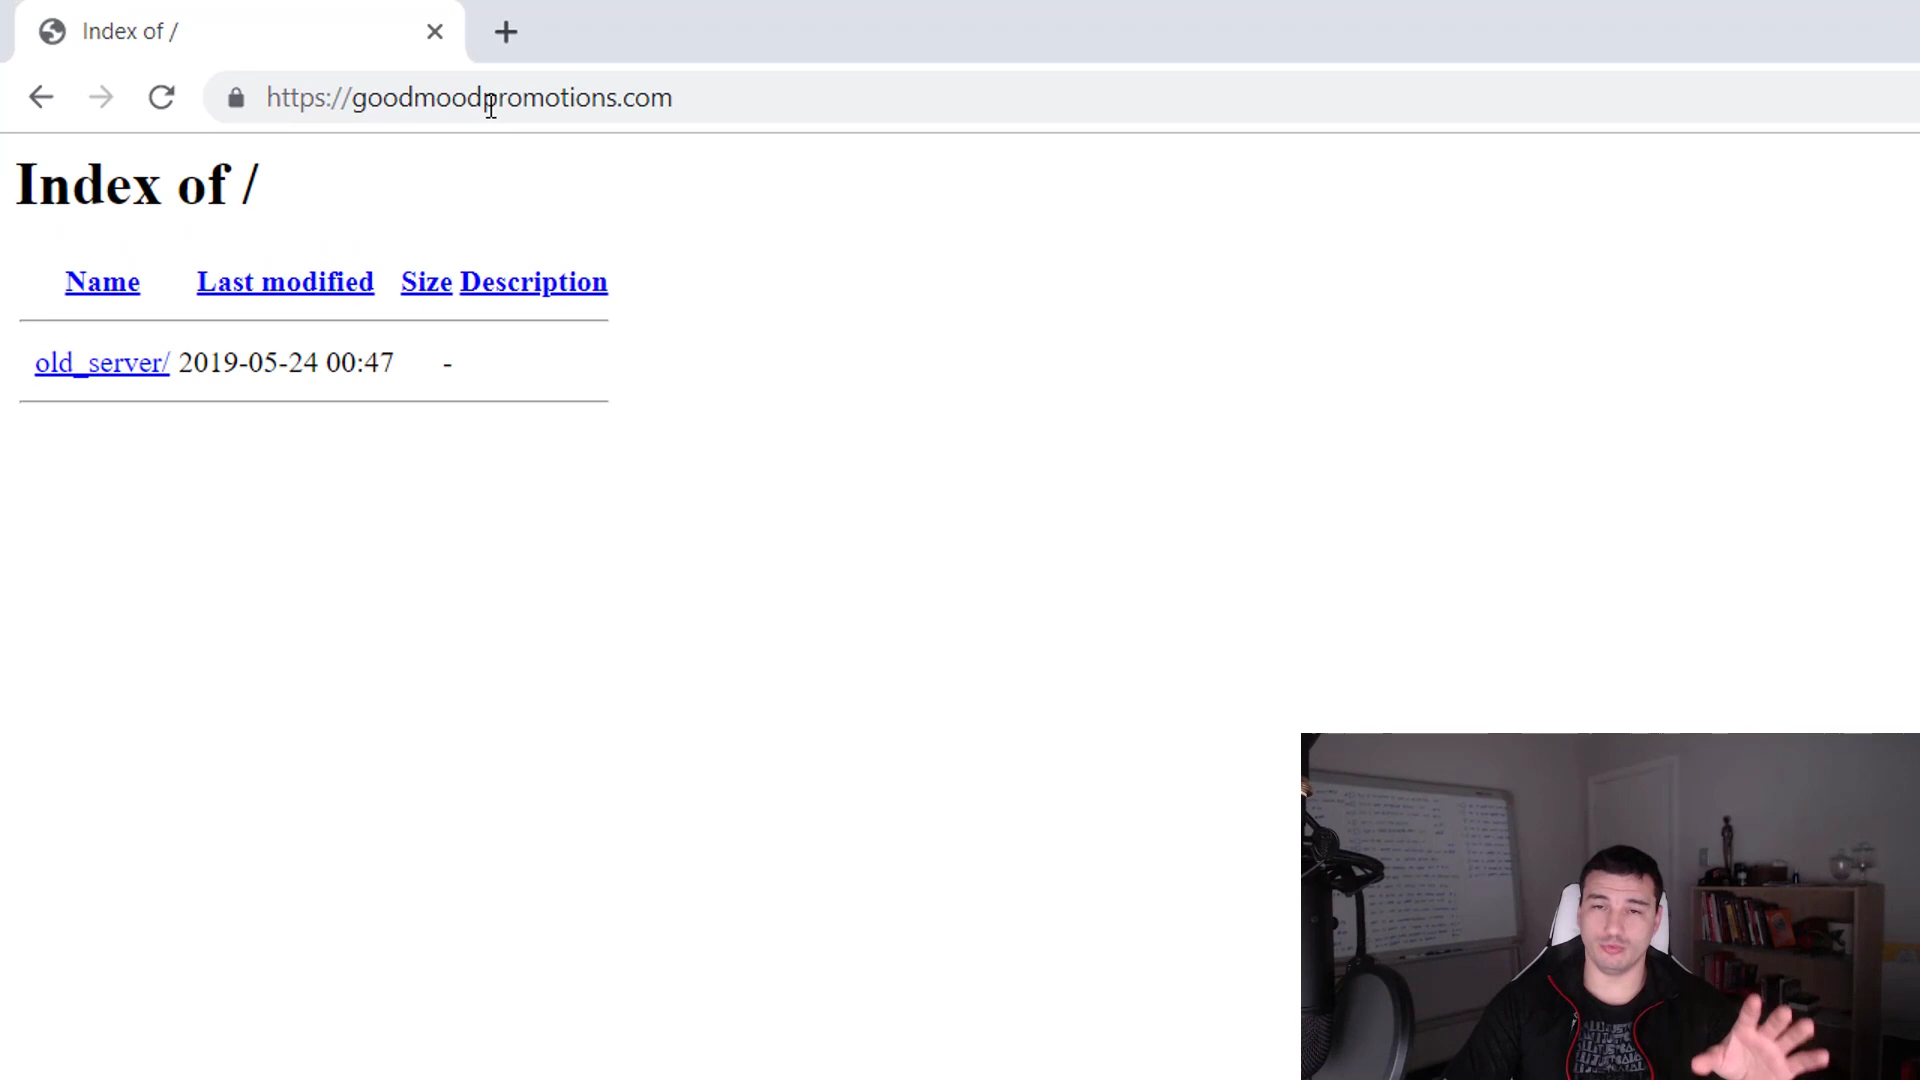 Index of /
https://goodmoodpromotions.com
Index of /
Name Last modified Size Description
old_server/ 2019-05-24 00:47 -